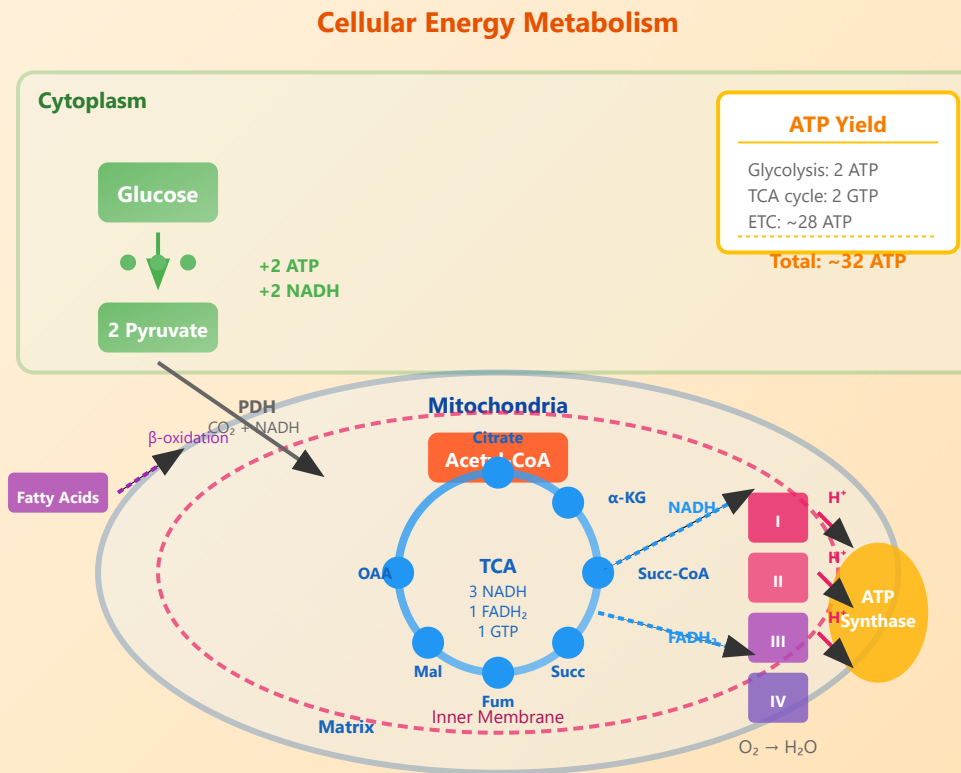 Cellular Energy Metabolism
Cytoplasm
ATP Yield
Glycolysis: 2 ATP
TCA cycle: 2 GTP
ETC: ~28 ATP
Total: ~32 ATP
Glucose
+2 ATP
+2 NADH
2 Pyruvate
PDH
CO₂ + NADH
β-oxidation
Fatty Acids
Mitochondria
Citrate
Acetyl-CoA
α-KG
NADH
OAA
TCA
3 NADH
1 FADH₂
1 GTP
Succ-CoA
FADH₂
Mal
Succ
Fum
Inner Membrane
Matrix
I
II
III
IV
H⁺
H⁺
H⁺
ATP
Synthase
O₂ → H₂O